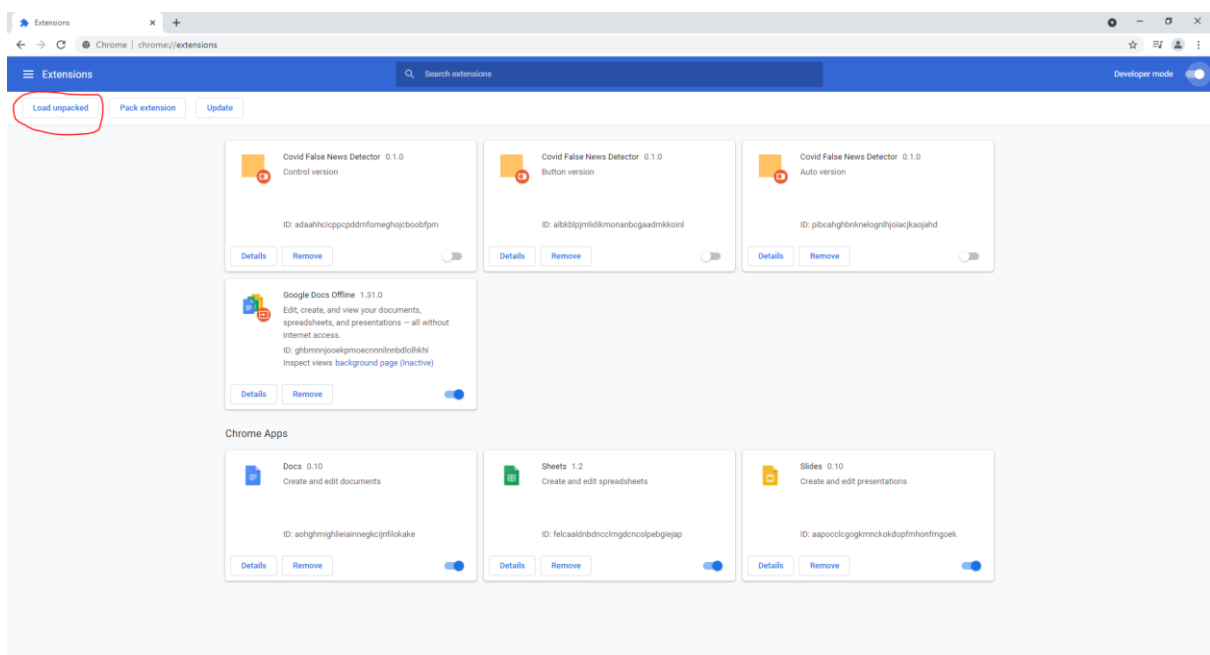 Extensions
Chrome | chrome://extensions
Extensions
Search extensions
Developer mode
Load unpacked
Pack extension
Update
Covid False News Detector 0.1.0
Control version
ID: adaahhcicppcpddmfomeghojcboobfpm
Details
Remove
Covid False News Detector 0.1.0
Button version
ID: albkblpjmlidikmonanbcgaadmkkoinl
Details
Remove
Covid False News Detector 0.1.0
Auto version
ID: pibcahghbnknelognlhjoiacjkaojahd
Details
Remove
Google Docs Offline 1.31.0
Edit, create, and view your documents,
spreadsheets, and presentations — all without
internet access.
ID: ghbmnnjooekpmoecnnnilnnbdlolhkhi
Inspect views background page (Inactive)
Details
Remove
Chrome Apps
Docs 0.10
Create and edit documents
ID: aohghmighlieiainnegkcijnfilokake
Details
Remove
Sheets 1.2
Create and edit spreadsheets
ID: felcaaldnbdncclmgdcncolpebgiejap
Details
Remove
Slides 0.10
Create and edit presentations
ID: aapocclcgogkmnckokdopfmhonfmgoek
Details
Remove